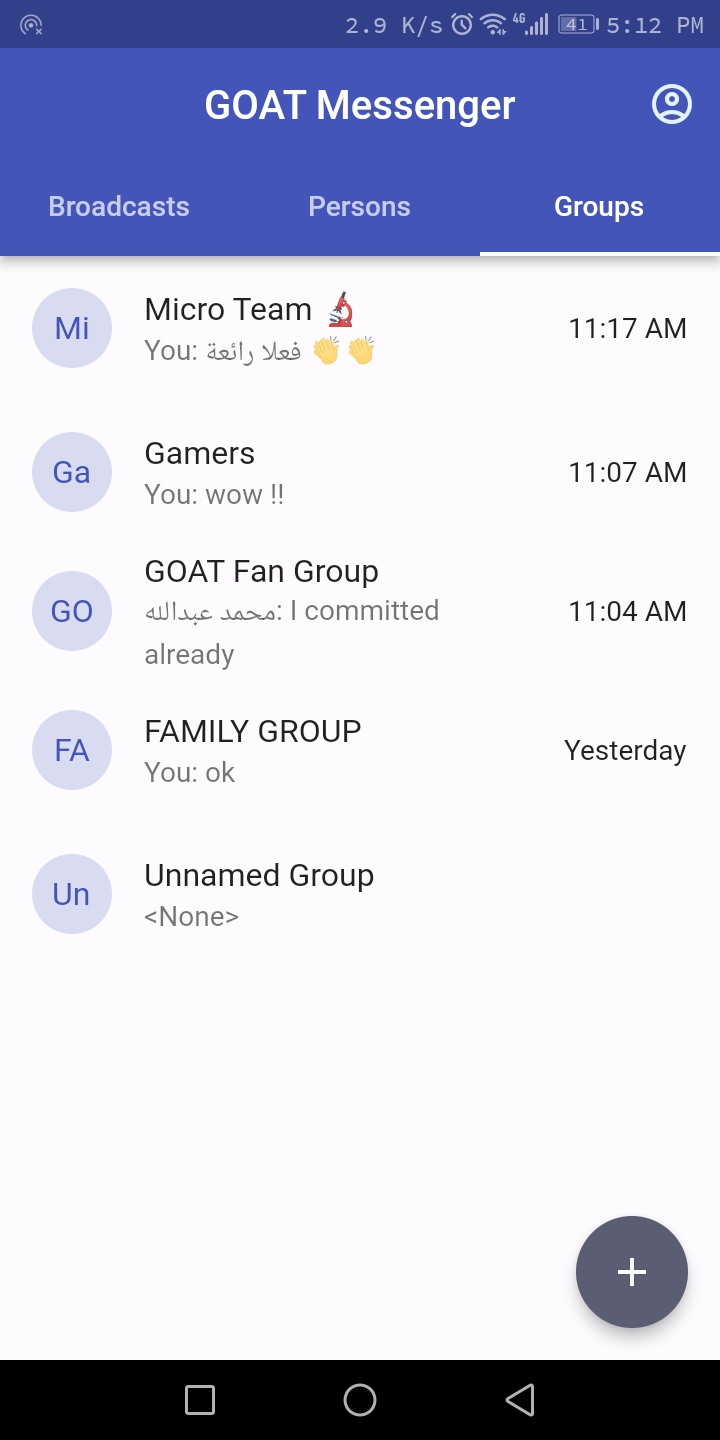 2.9 K/s 4G 41 5:12 PM
GOAT Messenger
Broadcasts Persons Groups
Mi Micro Team 🔬 11:17 AM
You: فعلا رائعة 👏👏
Ga Gamers 11:07 AM
You: wow !!
GO GOAT Fan Group 11:04 AM
محمد عبدالله: I committed
already
FA FAMILY GROUP Yesterday
You: ok
Un Unnamed Group
<None>